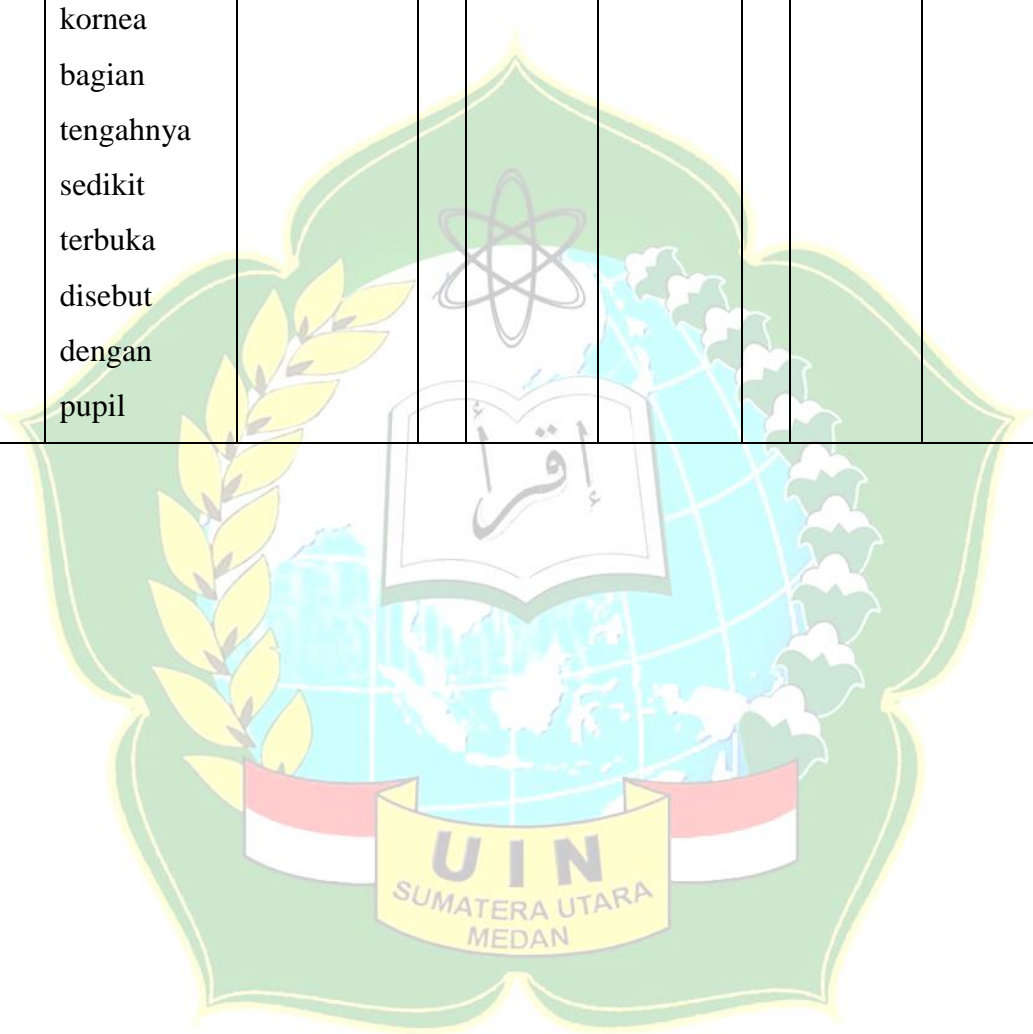 kornea
bagian
tengahnya
sedikit
terbuka
disebut
dengan
pupil
إقرأ
UIN
SUMATERA UTARA
MEDAN